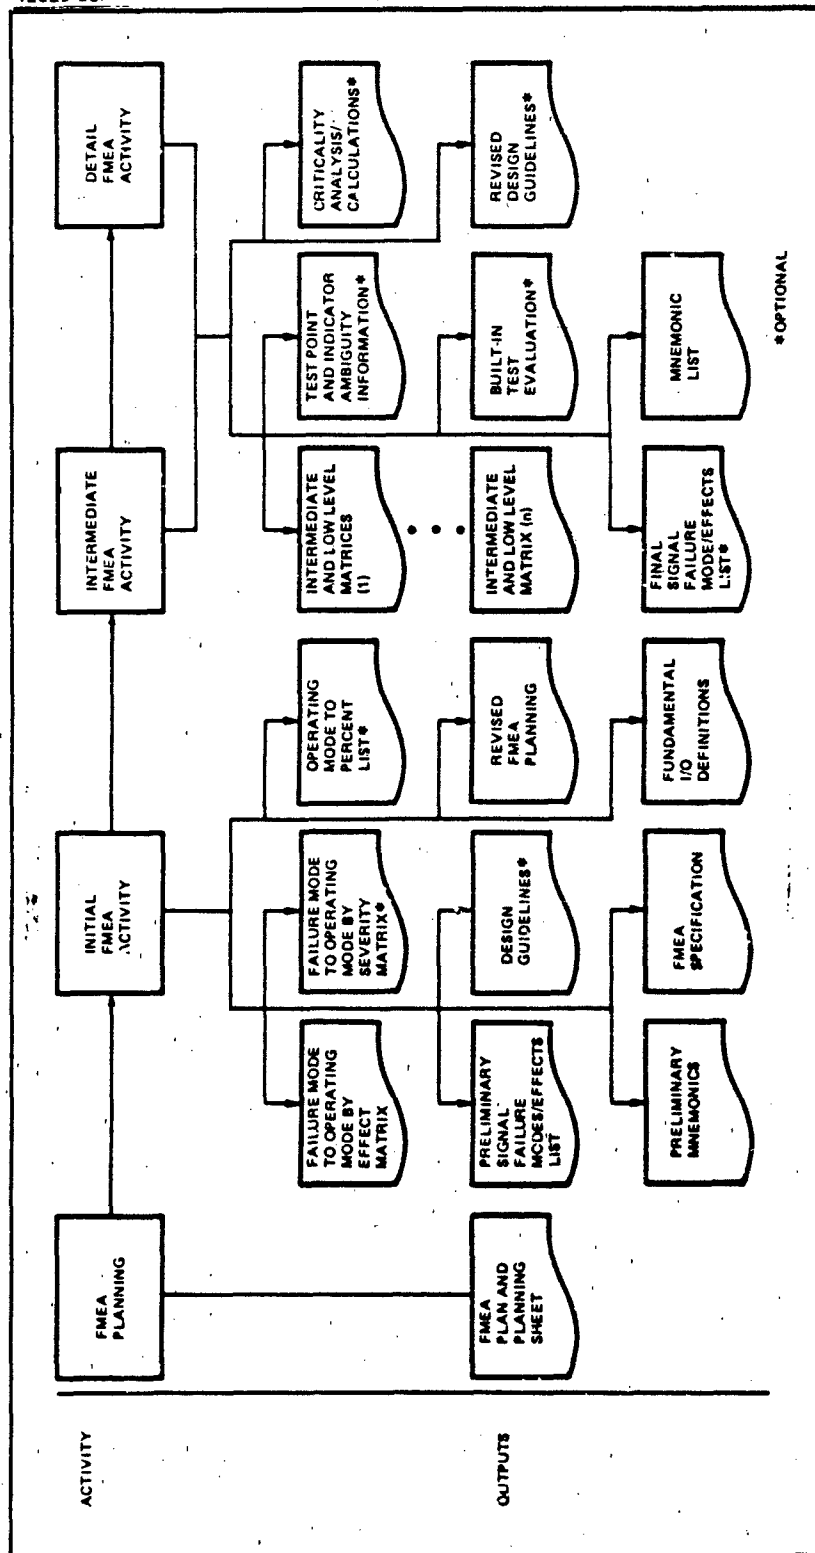 ACTIVITY
FMEA
PLANNING
INITIAL
FMEA
ACTIVITY
INTERMEDIATE
FMEA
ACTIVITY
DETAIL
FMEA
ACTIVITY
OUTPUTS
FMEA
PLAN AND
PLANNING
SHEET
FAILURE MODE
TO OPERATING
MODE BY
EFFECT
MATRIX
FAILURE MODE
TO OPERATING
MODE BY
SEVERITY
MATRIX*
OPERATING
MODE TO
PERCENT
LIST*
PRELIMINARY
SIGNAL
FAILURE
MODES/EFFECTS
LIST
DESIGN
GUIDELINES*
REVISED
FMEA
PLANNING
PRELIMINARY
MNEMONICS
FMEA
SPECIFICATION
FUNDAMENTAL
I/O
DEFINITIONS
INTERMEDIATE
AND LOW LEVEL
MATRICES
(1)
TEST POINT
AND INDICATOR
AMBIGUITY
INFORMATION*
CRITICALITY
ANALYSIS/
CALCULATIONS*
INTERMEDIATE
AND LOW LEVEL
MATRIX (n)
BUILT-IN
TEST
EVALUATION*
REVISED
DESIGN
GUIDELINES*
FINAL
SIGNAL
FAILURE
MODE/EFFECTS
LIST*
MNEMONIC
LIST
*OPTIONAL